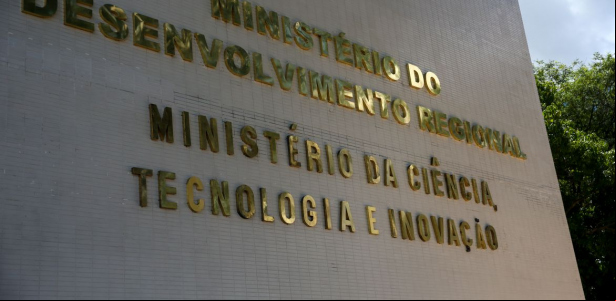 MINISTÉRIO DO
DESENVOLVIMENTO REGIONAL
MINISTÉRIO DA CIÊNCIA,
TECNOLOGIA E INOVAÇÃO